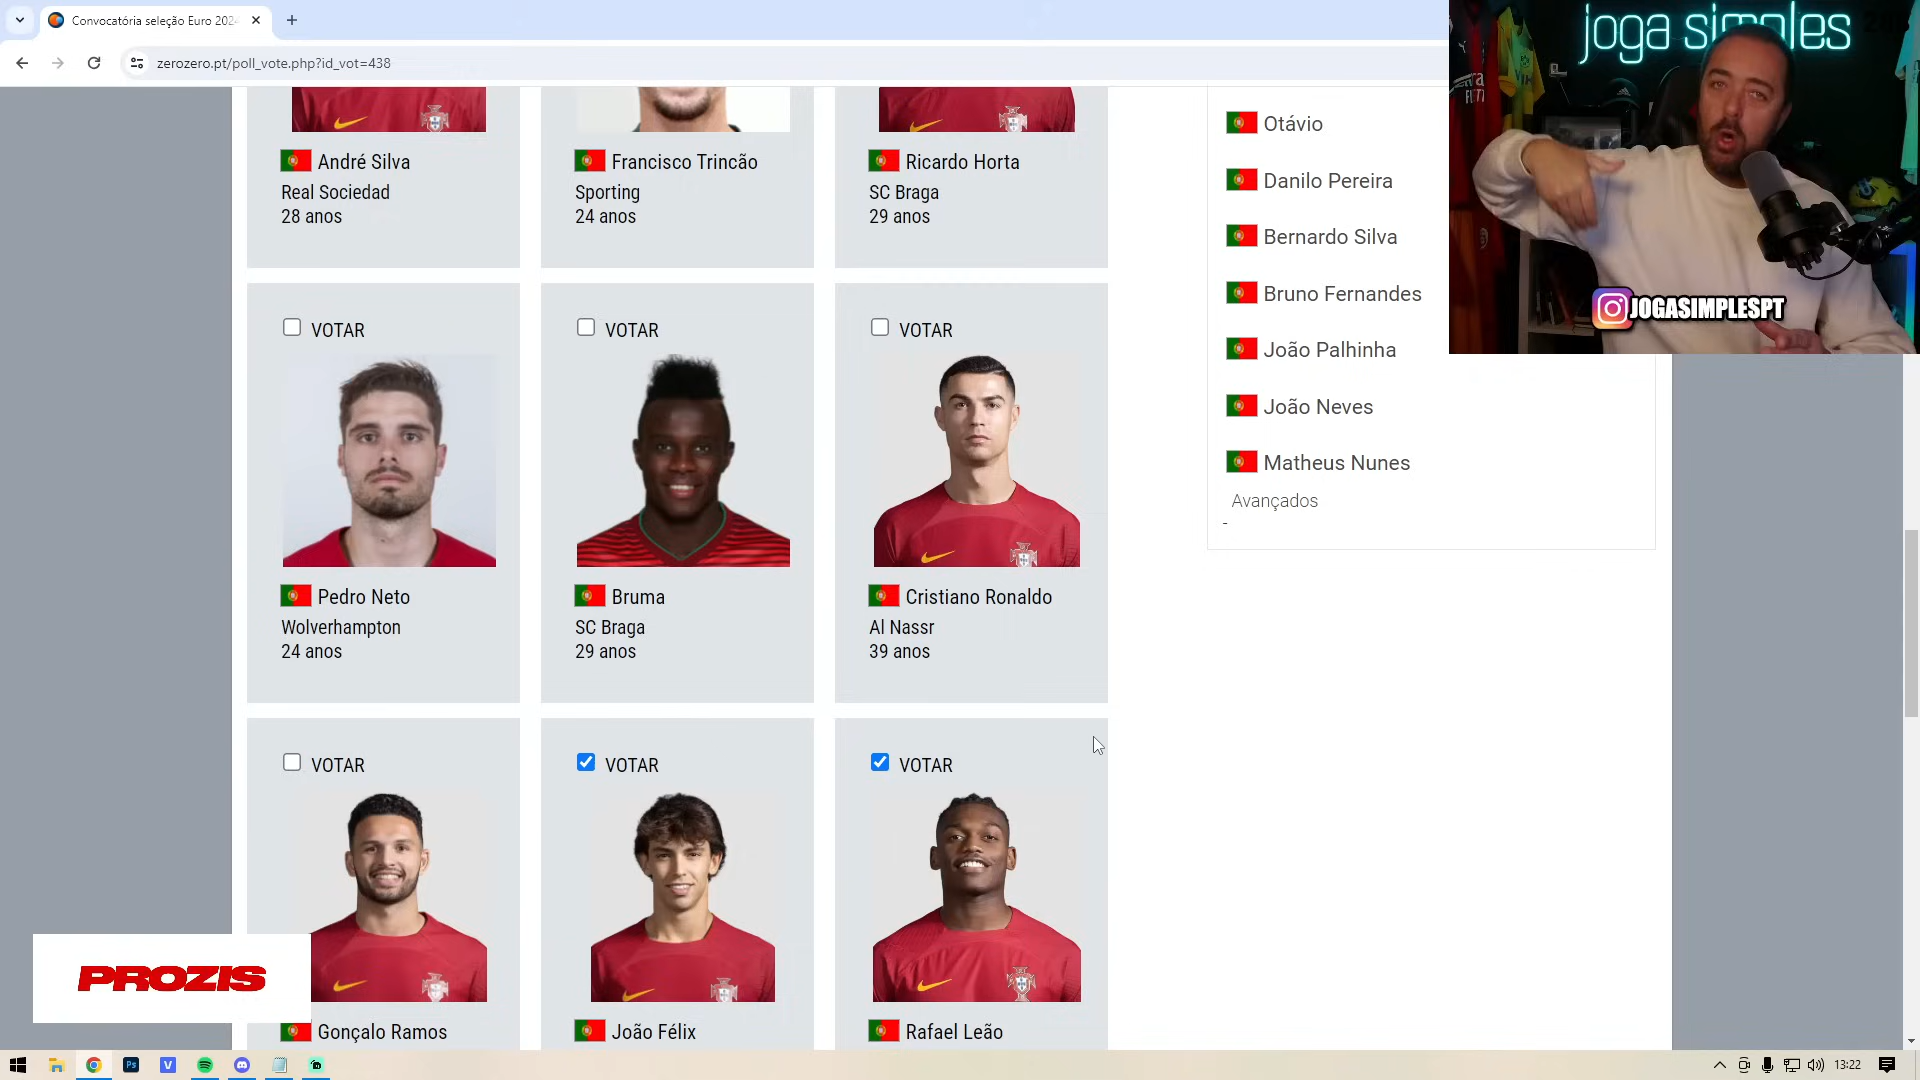 Convocatória seleção Euro 2024
zerozero.pt/poll_vote.php?id_vot=438
joga simples
JOGASIMPLESPT
André Silva
Real Sociedad
28 anos
Francisco Trincão
Sporting
24 anos
Ricardo Horta
SC Braga
29 anos
VOTAR
Pedro Neto
Wolverhampton
24 anos
VOTAR
Bruma
SC Braga
29 anos
VOTAR
Cristiano Ronaldo
Al Nassr
39 anos
VOTAR
Gonçalo Ramos
VOTAR
João Félix
VOTAR
Rafael Leão
Otávio
Danilo Pereira
Bernardo Silva
Bruno Fernandes
João Palhinha
João Neves
Matheus Nunes
Avançados
-
PROZIS
Ps
V
13:22